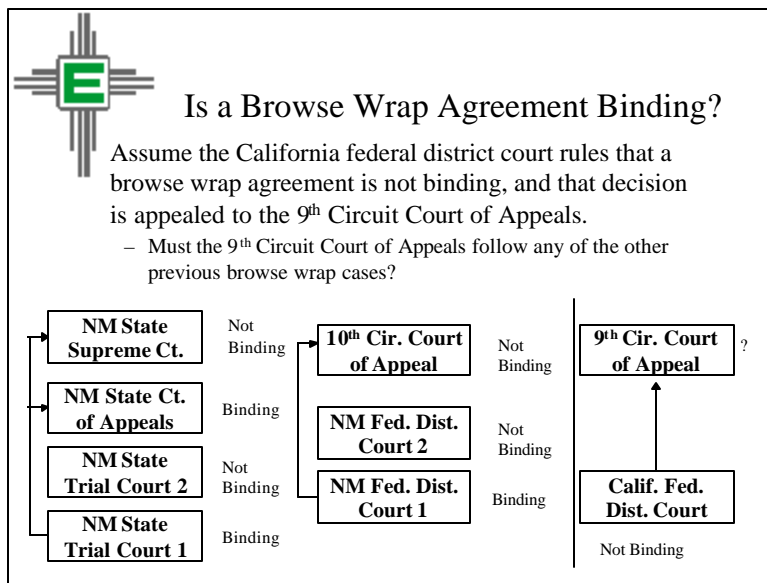 E
Is a Browse Wrap Agreement Binding?
Assume the California federal district court rules that a
browse wrap agreement is not binding, and that decision
is appealed to the 9th Circuit Court of Appeals.
– Must the 9th Circuit Court of Appeals follow any of the other
previous browse wrap cases?
NM State
Supreme Ct.
Not
Binding
NM State Ct.
of Appeals
Binding
NM State
Trial Court 2
Not
Binding
NM State
Trial Court 1
Binding
10th Cir. Court
of Appeal
Not
Binding
NM Fed. Dist.
Court 2
Not
Binding
NM Fed. Dist.
Court 1
Binding
9th Cir. Court
of Appeal
?
Calif. Fed.
Dist. Court
Not Binding